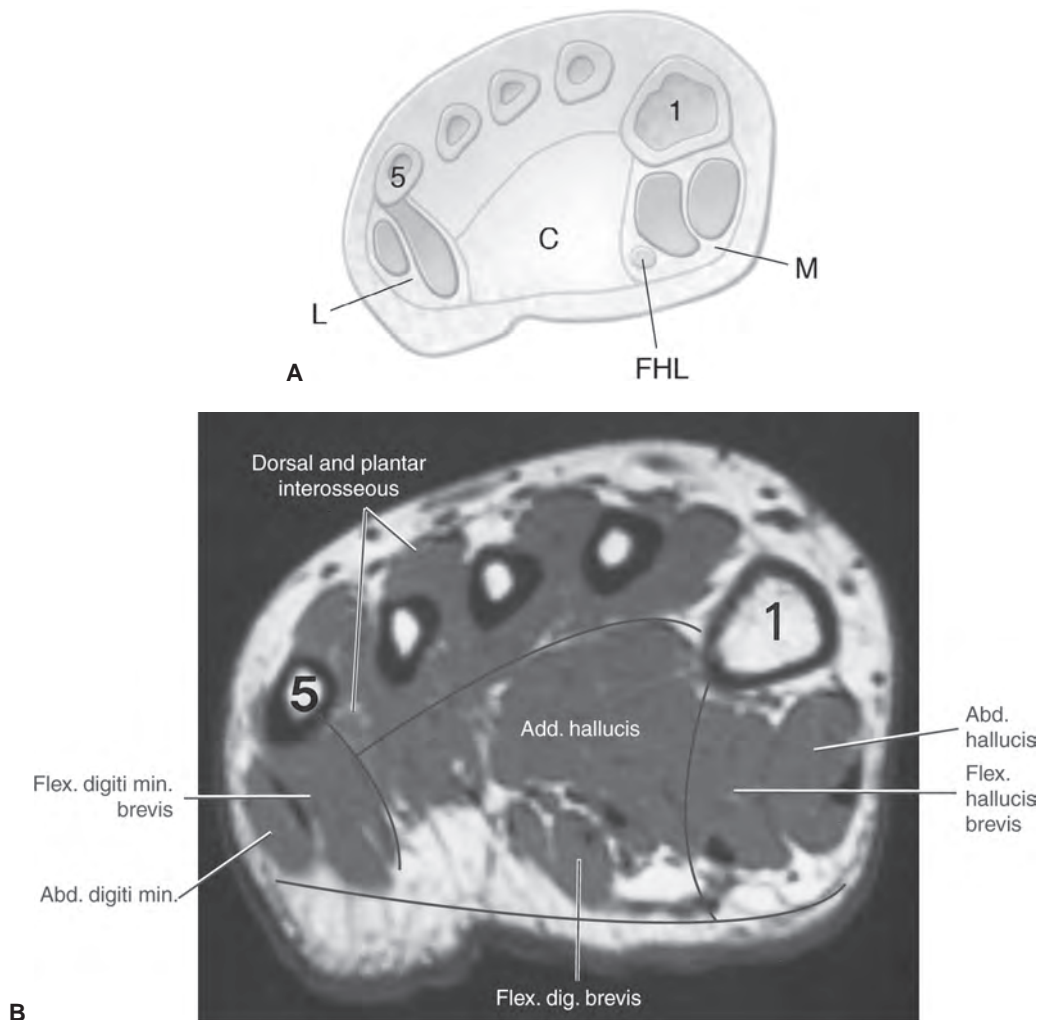 1
5
C
M
L
FHL
A
Dorsal and plantar
interosseous
1
5
Add. hallucis
Abd.
hallucis
Flex.
hallucis
brevis
Flex. digiti min.
brevis
Abd. digiti min.
Flex. dig. brevis
B